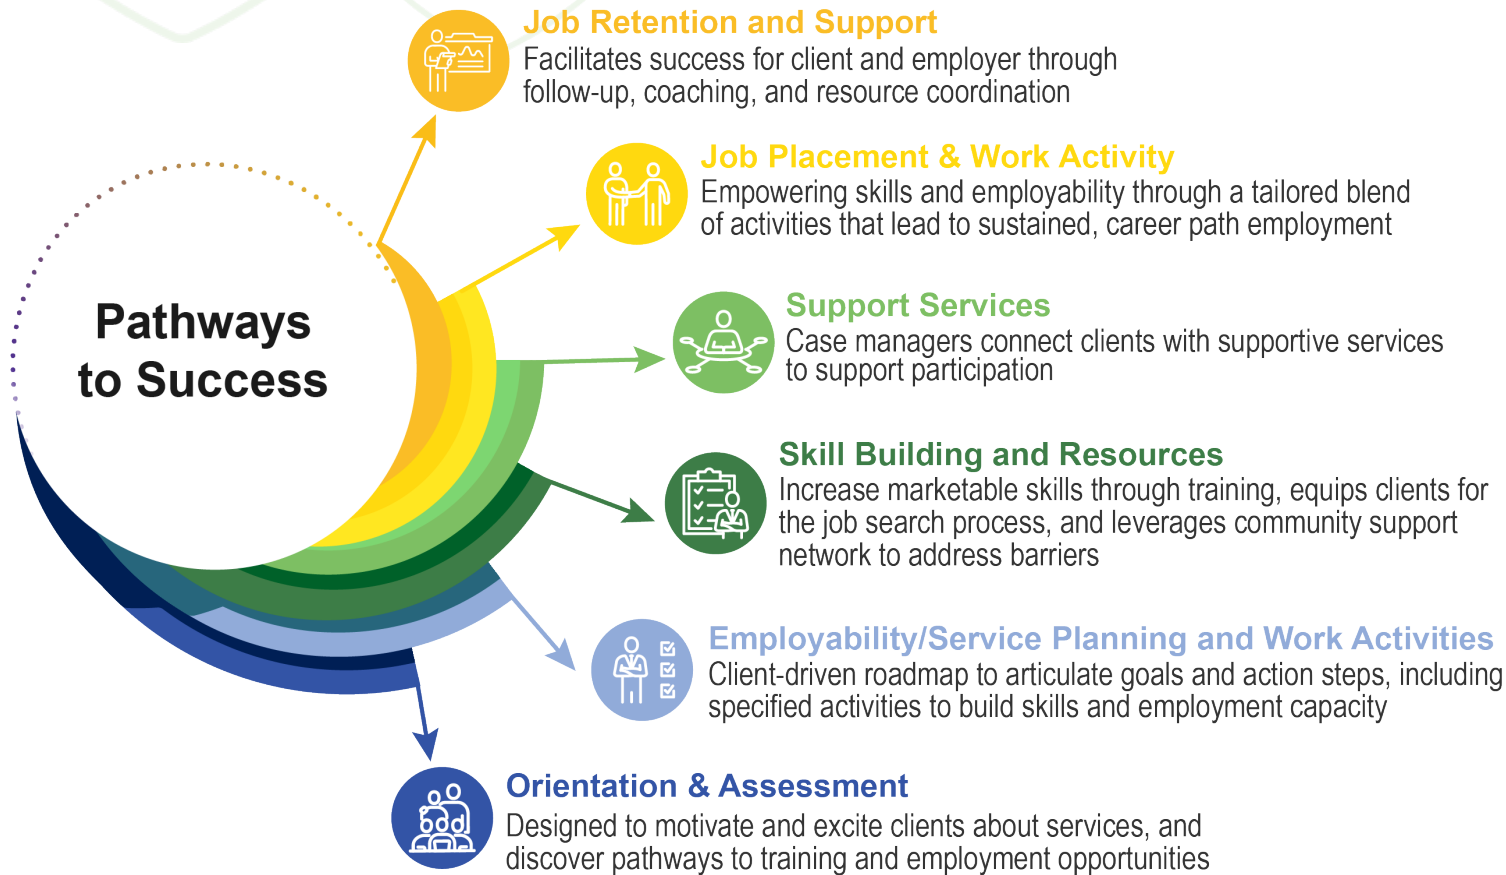 Job Retention and Support
Facilitates success for client and employer through
follow-up, coaching, and resource coordination
Job Placement & Work Activity
Empowering skills and employability through a tailored blend
of activities that lead to sustained, career path employment
Pathways
to Success
Support Services
Case managers connect clients with supportive services
to support participation
Skill Building and Resources
Increase marketable skills through training, equips clients for
the job search process, and leverages community support
network to address barriers
Employability/Service Planning and Work Activities
Client-driven roadmap to articulate goals and action steps, including
specified activities to build skills and employment capacity
Orientation & Assessment
Designed to motivate and excite clients about services, and
discover pathways to training and employment opportunities